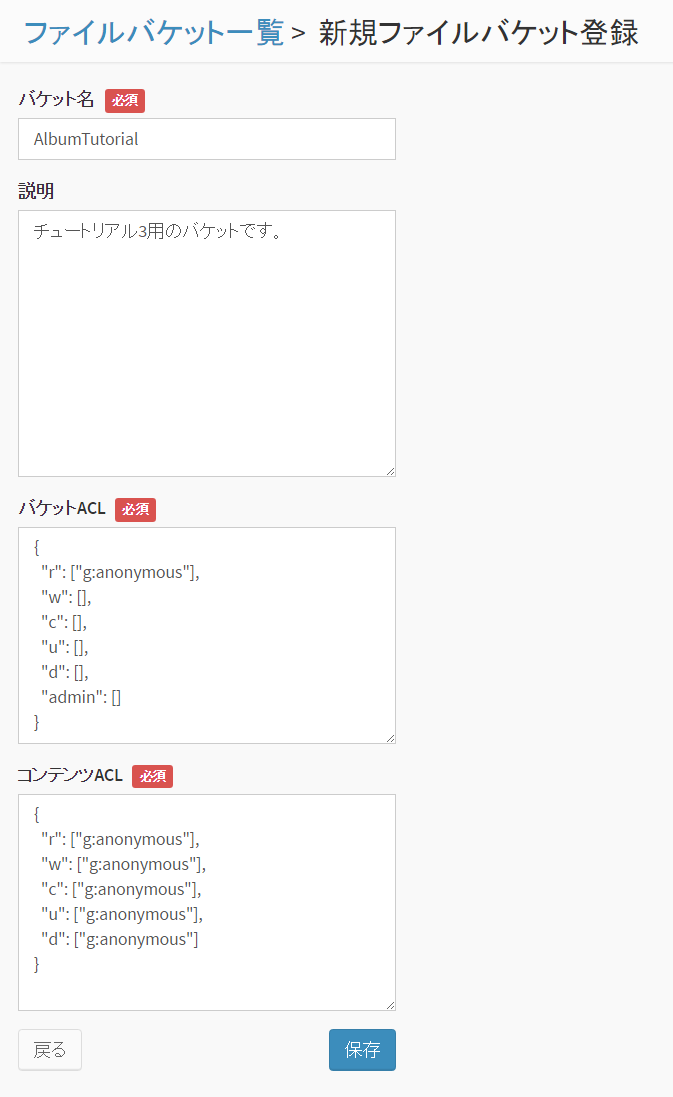 ファイルバケット一覧 > 新規ファイルバケット登録
バケット名 必須
AlbumTutorial
説明
チュートリアル3用のバケットです。
バケットACL 必須
{
"r": ["g:anonymous"],
"w": [],
"c": [],
"u": [],
"d": [],
"admin": []
}
コンテンツACL 必須
{
"r": ["g:anonymous"],
"w": ["g:anonymous"],
"c": ["g:anonymous"],
"u": ["g:anonymous"],
"d": ["g:anonymous"]
}
戻る 保存